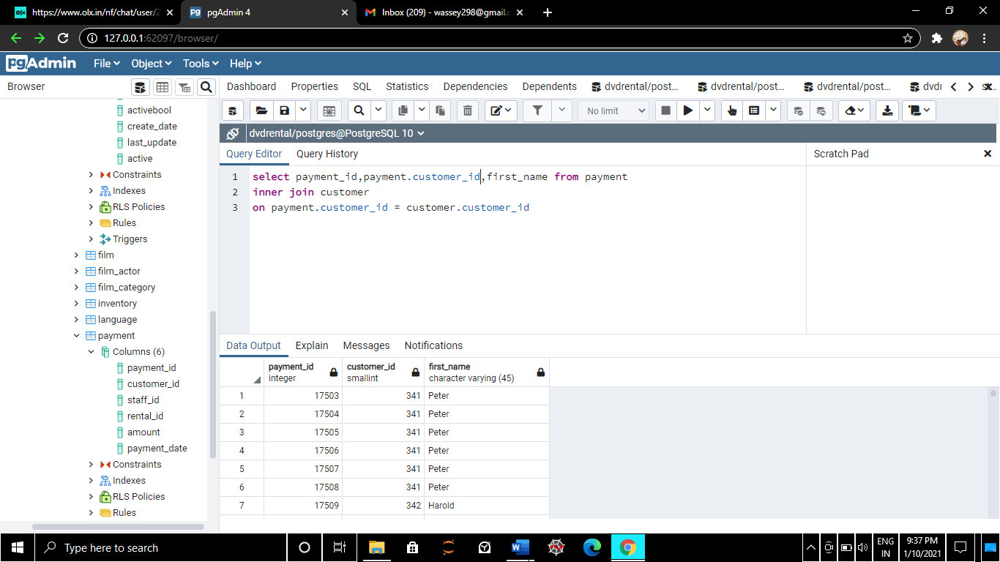 https://www.olx.in/nf/chat/user/2
pgAdmin 4
Inbox (209) - wassey298@gmail.c
127.0.0.1:62097/browser/
pgAdmin
File
Object
Tools
Help
Browser
Dashboard
Properties
SQL
Statistics
Dependencies
Dependents
dvdrental/post...
dvdrental/post...
dvdrental/post...
No limit
dvdrental/postgres@PostgreSQL 10
Query Editor
Query History
Scratch Pad
1 select payment_id,payment.customer_id,first_name from payment
2 inner join customer
3 on payment.customer_id = customer.customer_id
activebool
create_date
last_update
active
Constraints
Indexes
RLS Policies
Rules
Triggers
film
film_actor
film_category
inventory
language
payment
Columns (6)
payment_id
customer_id
staff_id
rental_id
amount
payment_date
Constraints
Indexes
RLS Policies
Rules
Data Output
Explain
Messages
Notifications
payment_id customer_id first_name
integer smallint character varying (45)
1 17503 341 Peter
2 17504 341 Peter
3 17505 341 Peter
4 17506 341 Peter
5 17507 341 Peter
6 17508 341 Peter
7 17509 342 Harold
Type here to search
ENG
IN
9:37 PM
1/10/2021